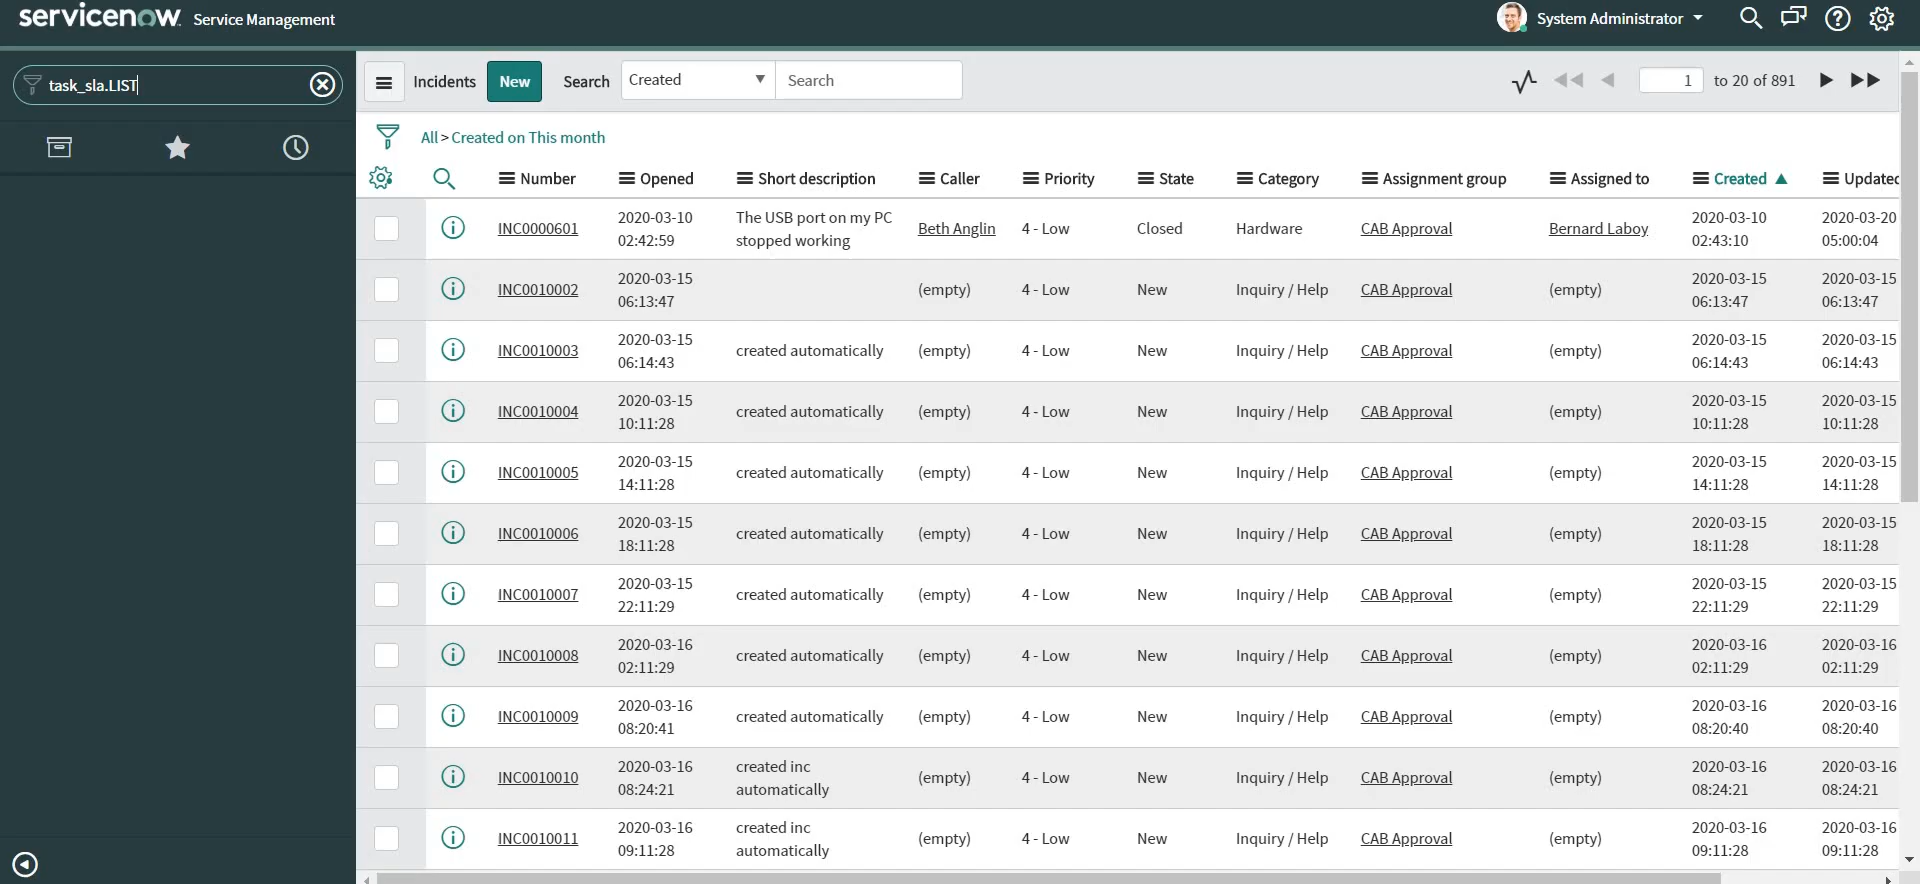 servicenow Service Management
System Administrator
task_sla.LIST
Incidents New Search Created Search 1 to 20 of 891
All > Created on This month
Number Opened Short description Caller Priority State Category Assignment group Assigned to Created Updated
INC0000601 2020-03-10 02:42:59 The USB port on my PC stopped working Beth Anglin 4 - Low Closed Hardware CAB Approval Bernard Laboy 2020-03-10 02:43:10 2020-03-20 05:00:04
INC0010002 2020-03-15 06:13:47 (empty) 4 - Low New Inquiry / Help CAB Approval (empty) 2020-03-15 06:13:47 2020-03-15 06:13:47
INC0010003 2020-03-15 06:14:43 created automatically (empty) 4 - Low New Inquiry / Help CAB Approval (empty) 2020-03-15 06:14:43 2020-03-15 06:14:43
INC0010004 2020-03-15 10:11:28 created automatically (empty) 4 - Low New Inquiry / Help CAB Approval (empty) 2020-03-15 10:11:28 2020-03-15 10:11:28
INC0010005 2020-03-15 14:11:28 created automatically (empty) 4 - Low New Inquiry / Help CAB Approval (empty) 2020-03-15 14:11:28 2020-03-15 14:11:28
INC0010006 2020-03-15 18:11:28 created automatically (empty) 4 - Low New Inquiry / Help CAB Approval (empty) 2020-03-15 18:11:28 2020-03-15 18:11:28
INC0010007 2020-03-15 22:11:29 created automatically (empty) 4 - Low New Inquiry / Help CAB Approval (empty) 2020-03-15 22:11:29 2020-03-15 22:11:29
INC0010008 2020-03-16 02:11:29 created automatically (empty) 4 - Low New Inquiry / Help CAB Approval (empty) 2020-03-16 02:11:29 2020-03-16 02:11:29
INC0010009 2020-03-16 08:20:41 created automatically (empty) 4 - Low New Inquiry / Help CAB Approval (empty) 2020-03-16 08:20:40 2020-03-16 08:20:40
INC0010010 2020-03-16 08:24:21 created inc automatically (empty) 4 - Low New Inquiry / Help CAB Approval (empty) 2020-03-16 08:24:21 2020-03-16 08:24:21
INC0010011 2020-03-16 09:11:28 created inc automatically (empty) 4 - Low New Inquiry / Help CAB Approval (empty) 2020-03-16 09:11:28 2020-03-16 09:11:28